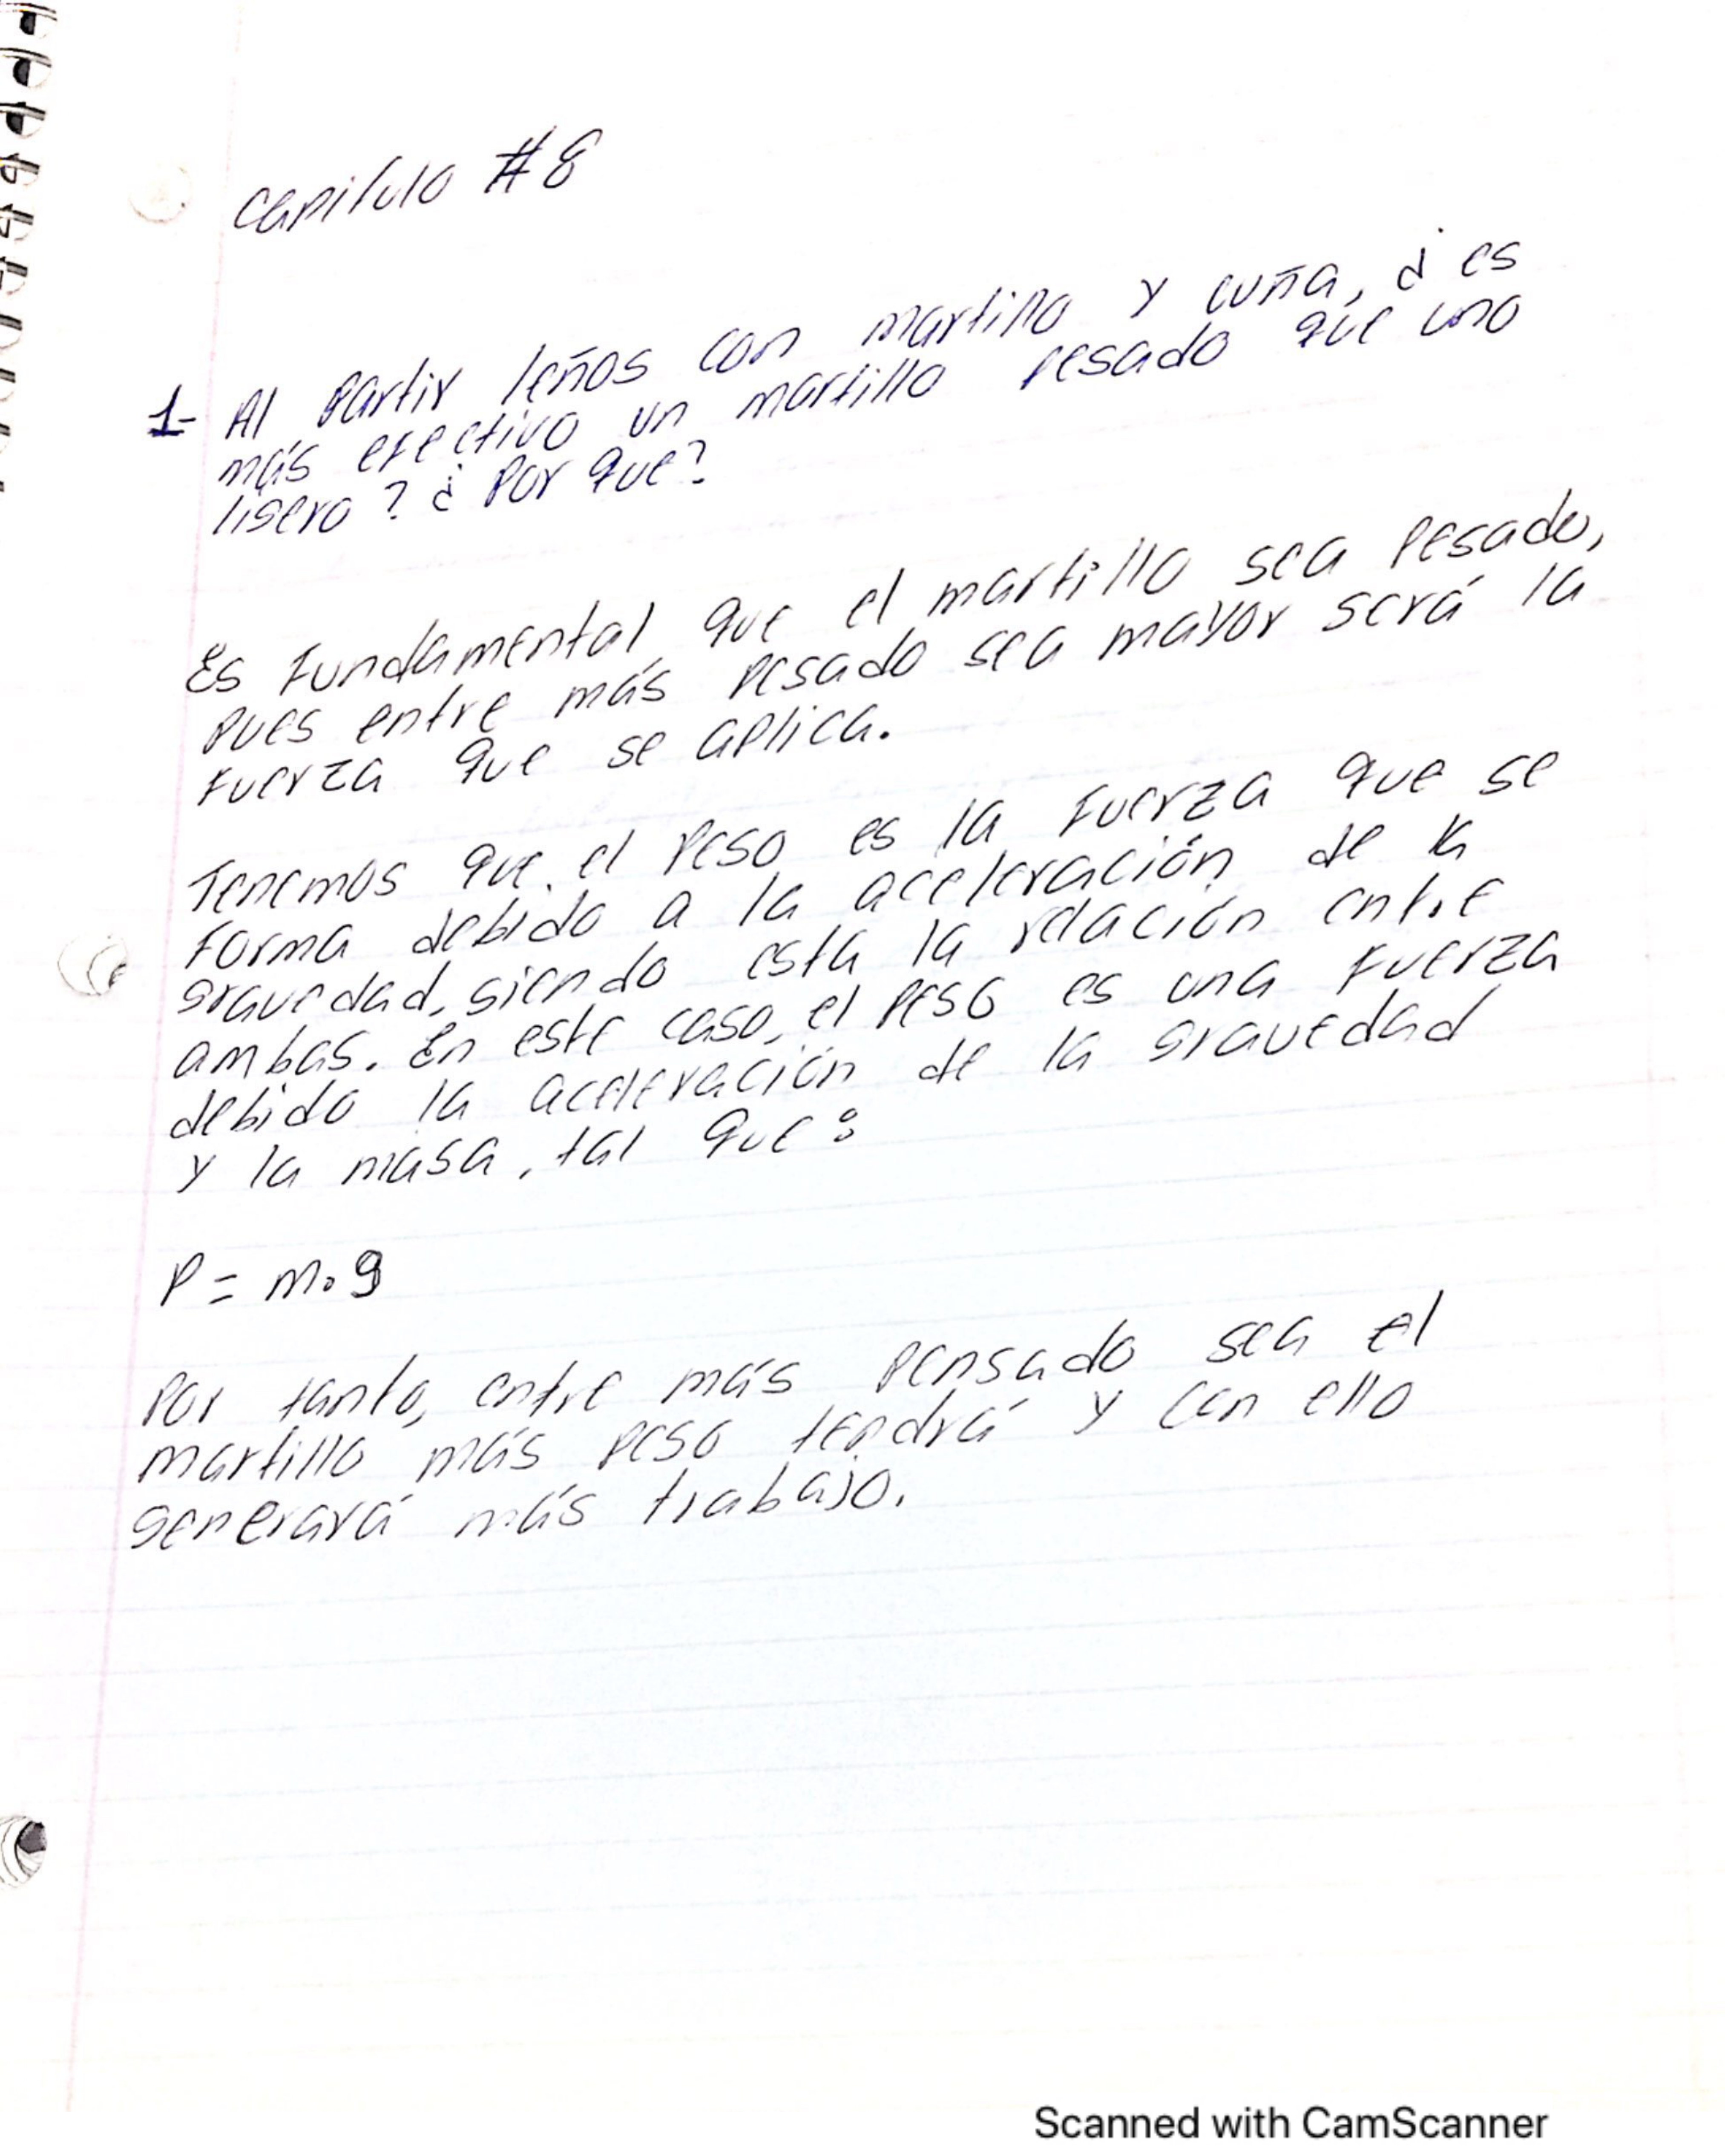 Capitulo #8
1- Al partir leños con martillo y cuña, ¿es
más efectivo un martillo pesado que uno
ligero? ¿Por que?
Es fundamental que el martillo sea pesado,
pues entre más pesado sea mayor será la
fuerza que se aplica.
Tenemos que el peso es la fuerza que se
forma debido a la aceleración de la
gravedad, siendo esta la relación entre
ambas. En este caso, el peso es una fuerza
debido la aceleración de la gravedad
y la masa, tal que:
P = m.g
Por tanto, entre más pensado sea el
martillo más peso tendrá y con ello
generará más trabajo.
Scanned with CamScanner